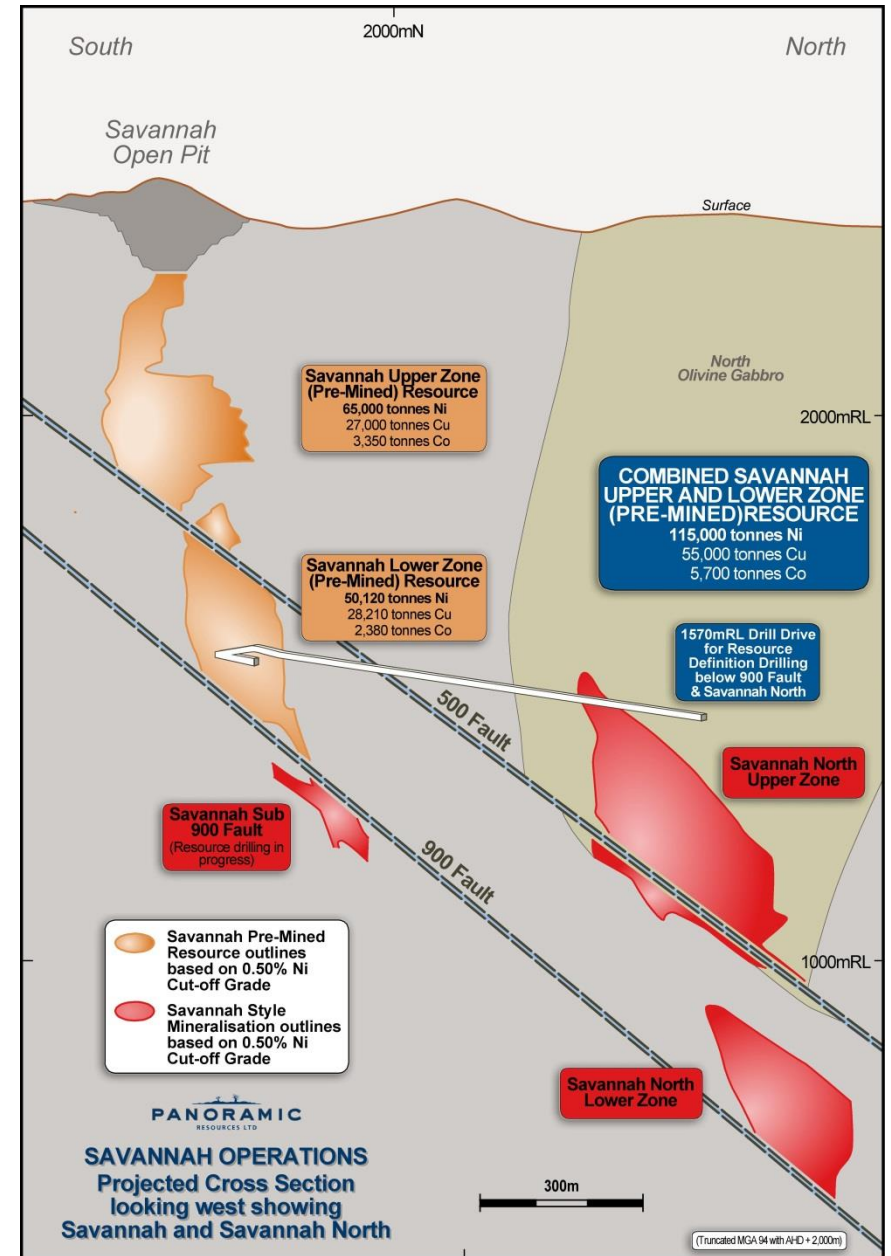 South
2000mN
North
Savannah
Open Pit
Surface
North
Olivine Gabbro
Savannah Upper Zone
(Pre-Mined) Resource
65,000 tonnes Ni
27,000 tonnes Cu
3,350 tonnes Co
2000mRL
COMBINED SAVANNAH
UPPER AND LOWER ZONE
(PRE-MINED)RESOURCE
115,000 tonnes Ni
55,000 tonnes Cu
5,700 tonnes Co
Savannah Lower Zone
(Pre-Mined) Resource
50,120 tonnes Ni
28,210 tonnes Cu
2,380 tonnes Co
1570mRL Drill Drive
for Resource
Definition Drilling
below 900 Fault
& Savannah North
500 Fault
Savannah North
Upper Zone
Savannah Sub
900 Fault
(Resource drilling in
progress)
900 Fault
Savannah Pre-Mined
Resource outlines
based on 0.50% Ni
Cut-off Grade
Savannah Style
Mineralisation outlines
based on 0.50% Ni
Cut-off Grade
1000mRL
Savannah North
Lower Zone
PANORAMIC
RESOURCES LTD
SAVANNAH OPERATIONS
Projected Cross Section
looking west showing
Savannah and Savannah North
300m
(Truncated MGA 94 with AHD + 2,000m)